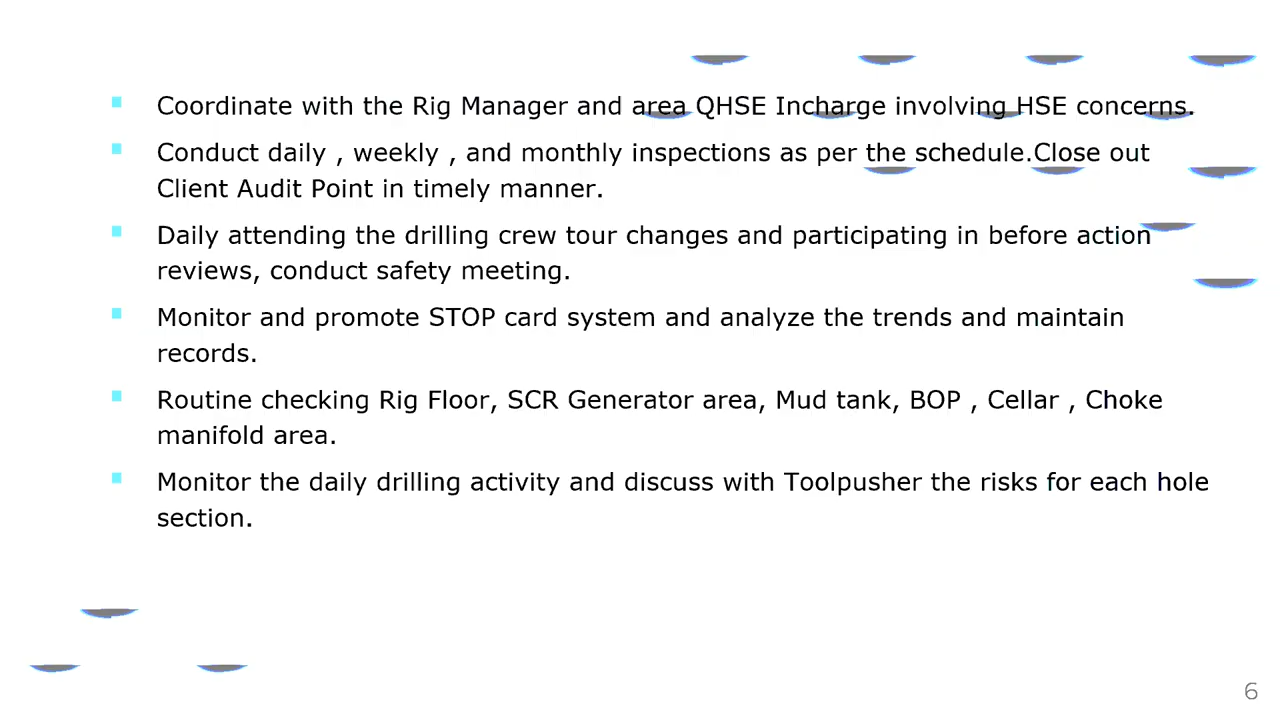 Coordinate with the Rig Manager and area QHSE Incharge involving HSE concerns.
Conduct daily , weekly , and monthly inspections as per the schedule.Close out
Client Audit Point in timely manner.
Daily attending the drilling crew tour changes and participating in before action
reviews, conduct safety meeting.
Monitor and promote STOP card system and analyze the trends and maintain
records.
Routine checking Rig Floor, SCR Generator area, Mud tank, BOP , Cellar , Choke
manifold area.
Monitor the daily drilling activity and discuss with Toolpusher the risks for each hole
section.
6